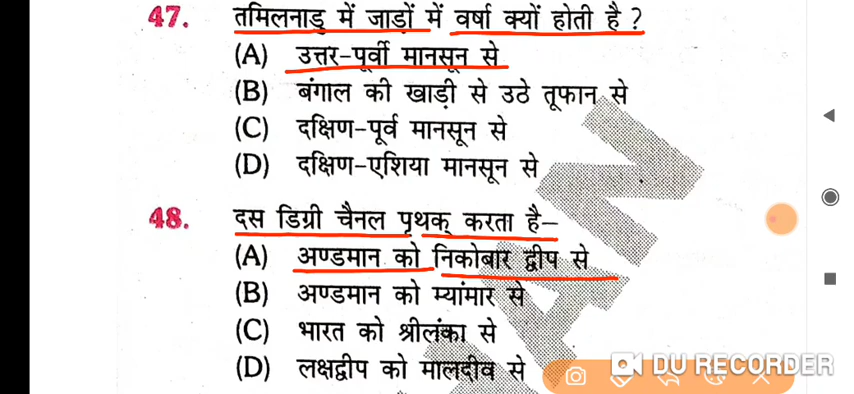 47. तमिलनाडु में जाड़ों में वर्षा क्यों होती है ?
(A) उत्तर-पूर्वी मानसून से
(B) बंगाल की खाड़ी से उठे तूफान से
(C) दक्षिण-पूर्व मानसून से
(D) दक्षिण-एशिया मानसून से
48. दस डिग्री चैनल पृथक् करता है–
(A) अण्डमान को निकोबार द्वीप से
(B) अण्डमान को म्यांमार से
(C) भारत को श्रीलंका से
(D) लक्षद्वीप को मालदीव से
DU RECORDER